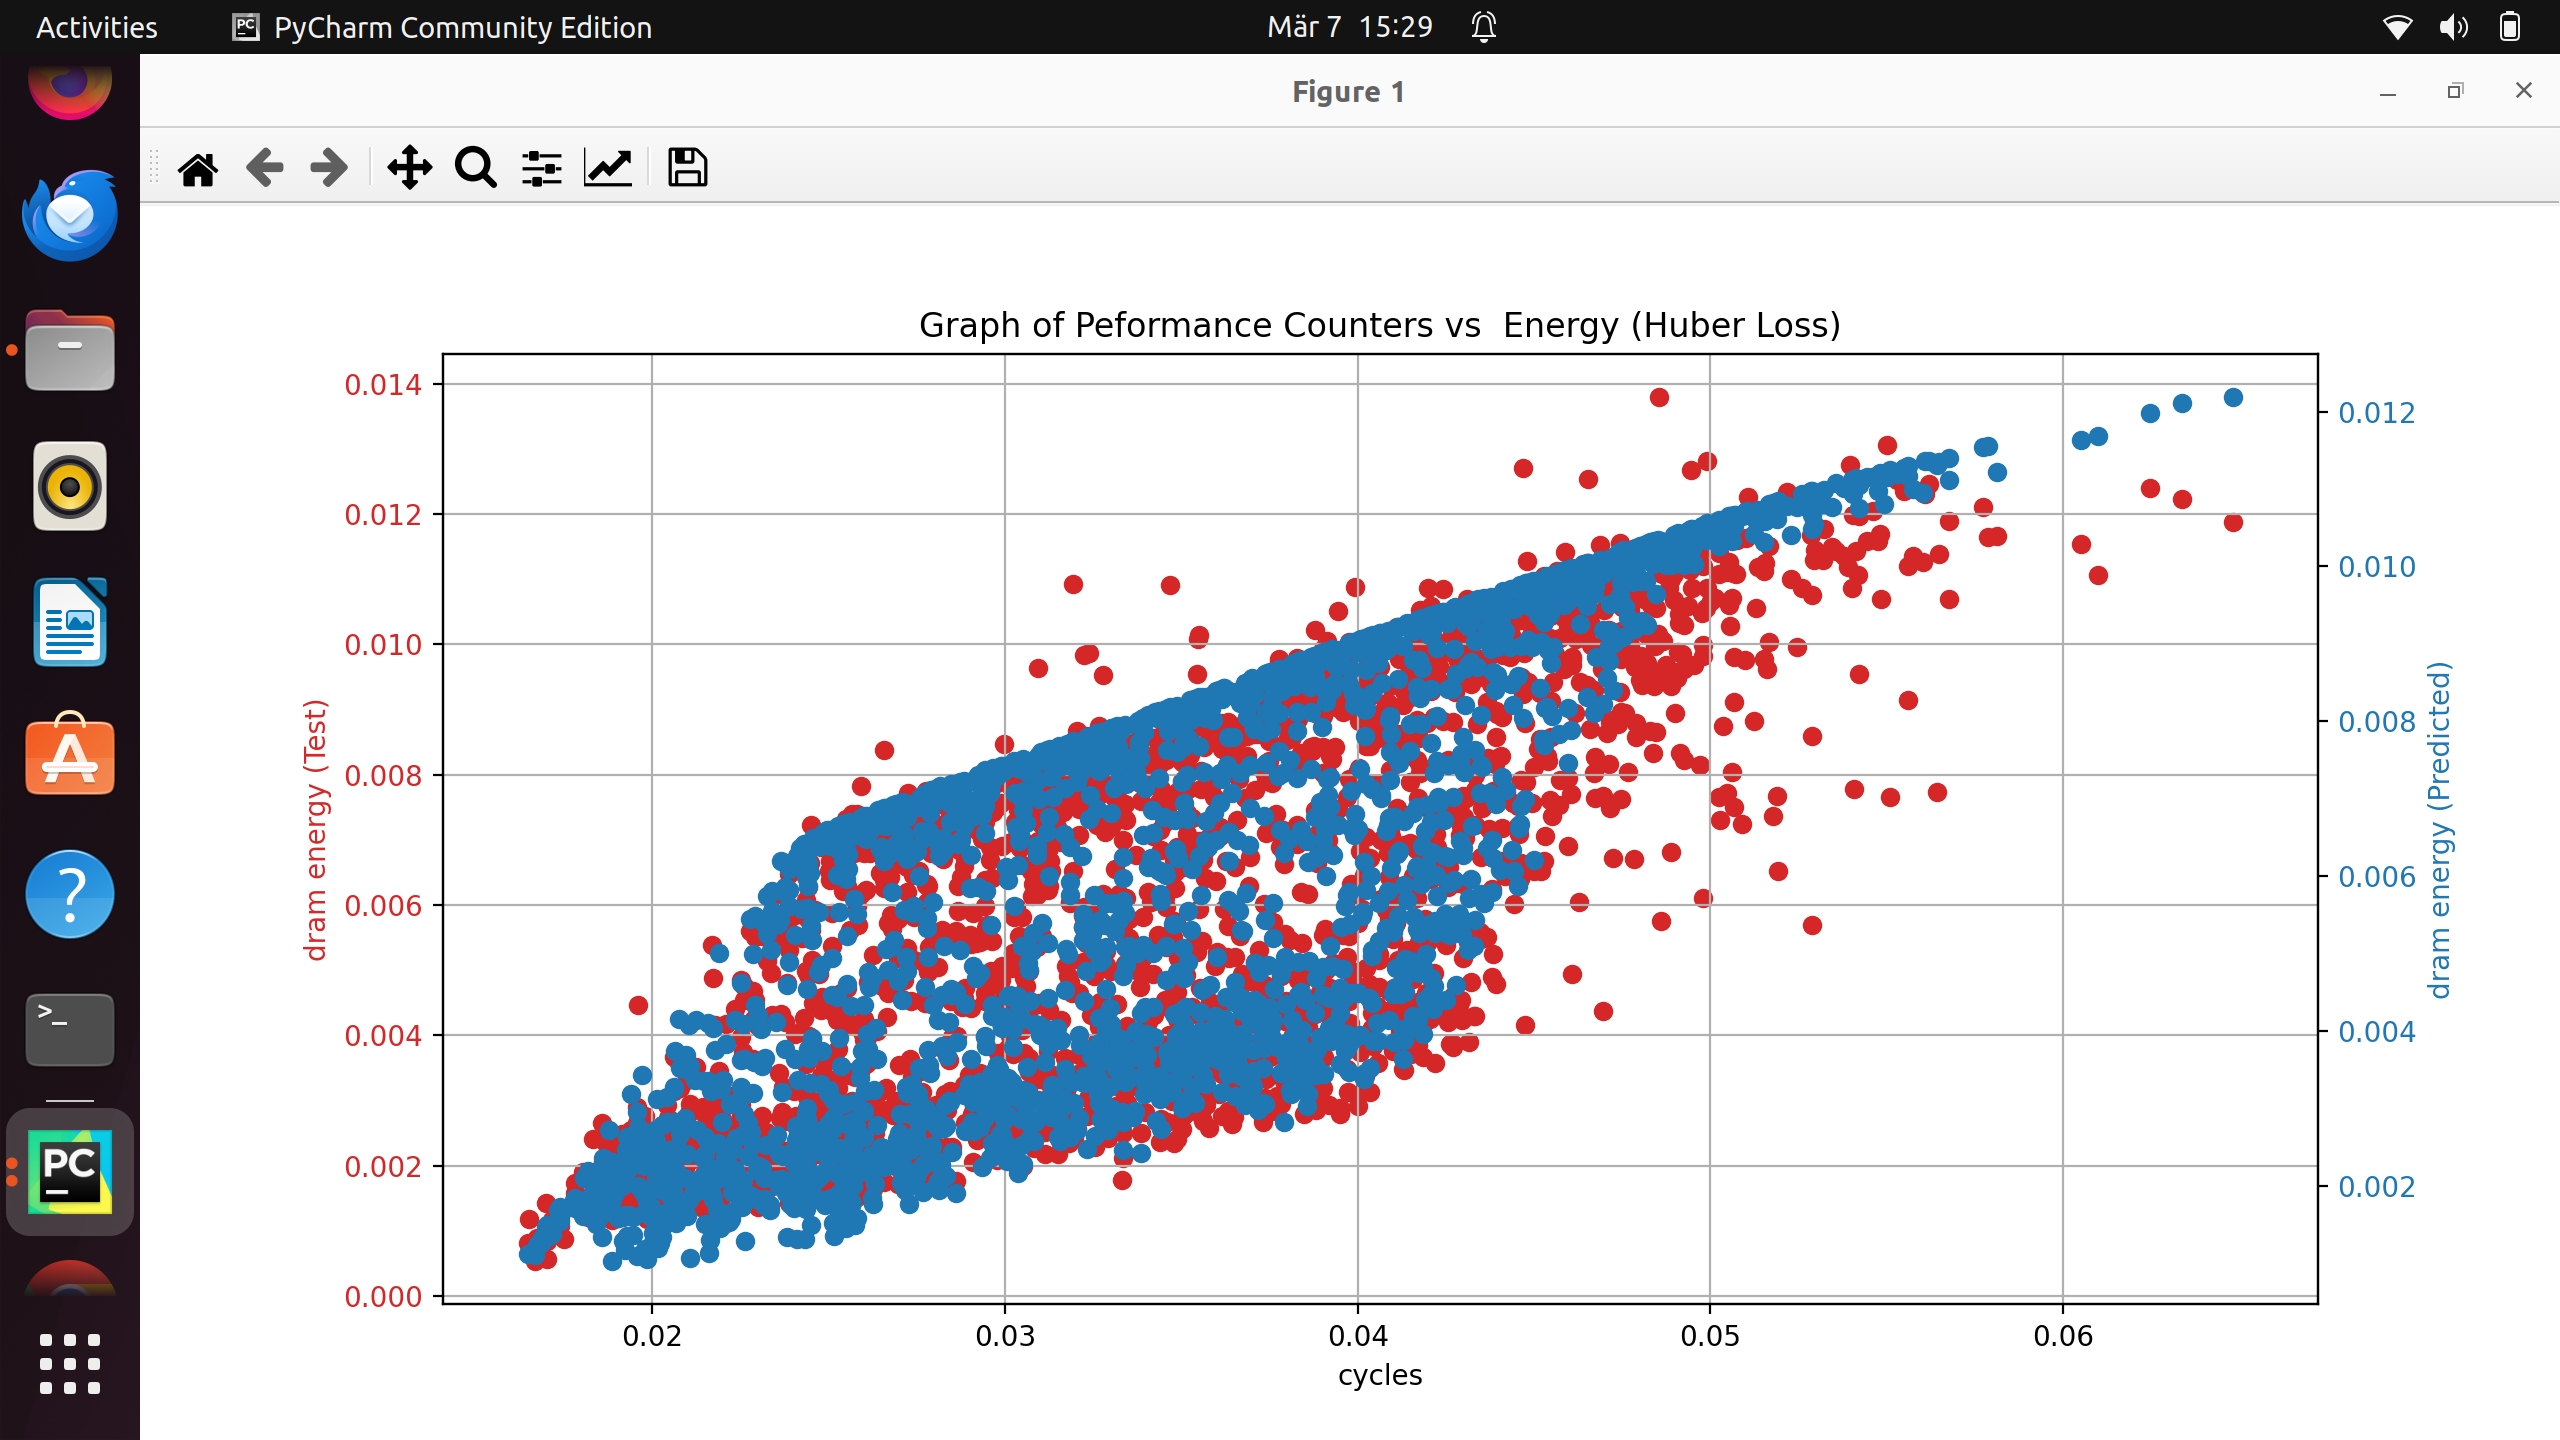 Activities PyCharm Community Edition Mär 7 15:29
Figure 1
Graph of Peformance Counters vs  Energy (Huber Loss)
0.014
0.012
0.010
0.008
0.006
0.004
0.002
0.000
dram energy (Test)
0.012
0.010
0.008
0.006
0.004
0.002
dram energy (Predicted)
0.02 0.03 0.04 0.05 0.06
cycles
A
?
>_
PC